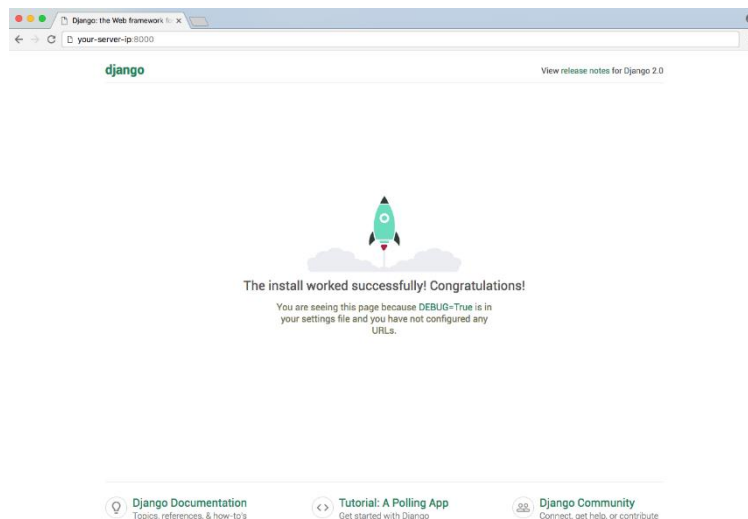 Django: the Web framework fo
your-server-ip:8000
django
View release notes for Django 2.0
The install worked successfully! Congratulations!
You are seeing this page because DEBUG=True is in
your settings file and you have not configured any
URLs.
Django Documentation
Topics, references, & how-to's
Tutorial: A Polling App
Get started with Django
Django Community
Connect, get help, or contribute